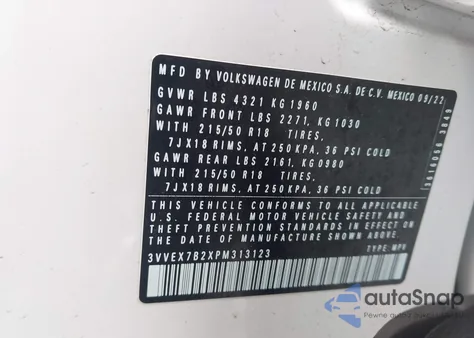 MFD BY VOLKSWAGEN DE MEXICO S.A. DE C.V. MEXICO 09/22
GVWR LBS 4321 KG 1960
GAWR FRONT LBS 2271, KG 1030
WITH 215/50 R18 TIRES,
7JX18 RIMS, AT 250 KPA, 36 PSI COLD
GAWR REAR LBS 2161, KG 0980
WITH 215/50 R18 TIRES,
7JX18 RIMS, AT 250 KPA, 36 PSI COLD
THIS VEHICLE CONFORMS TO ALL APPLICABLE
U.S. FEDERAL MOTOR VEHICLE SAFETY AND
THEFT PREVENTION STANDARDS IN EFFECT ON THE
DATE OF MANUFACTURE SHOWN ABOVE.
3VVEX7B2XPM313123 TYPE: MPV
autoSnap